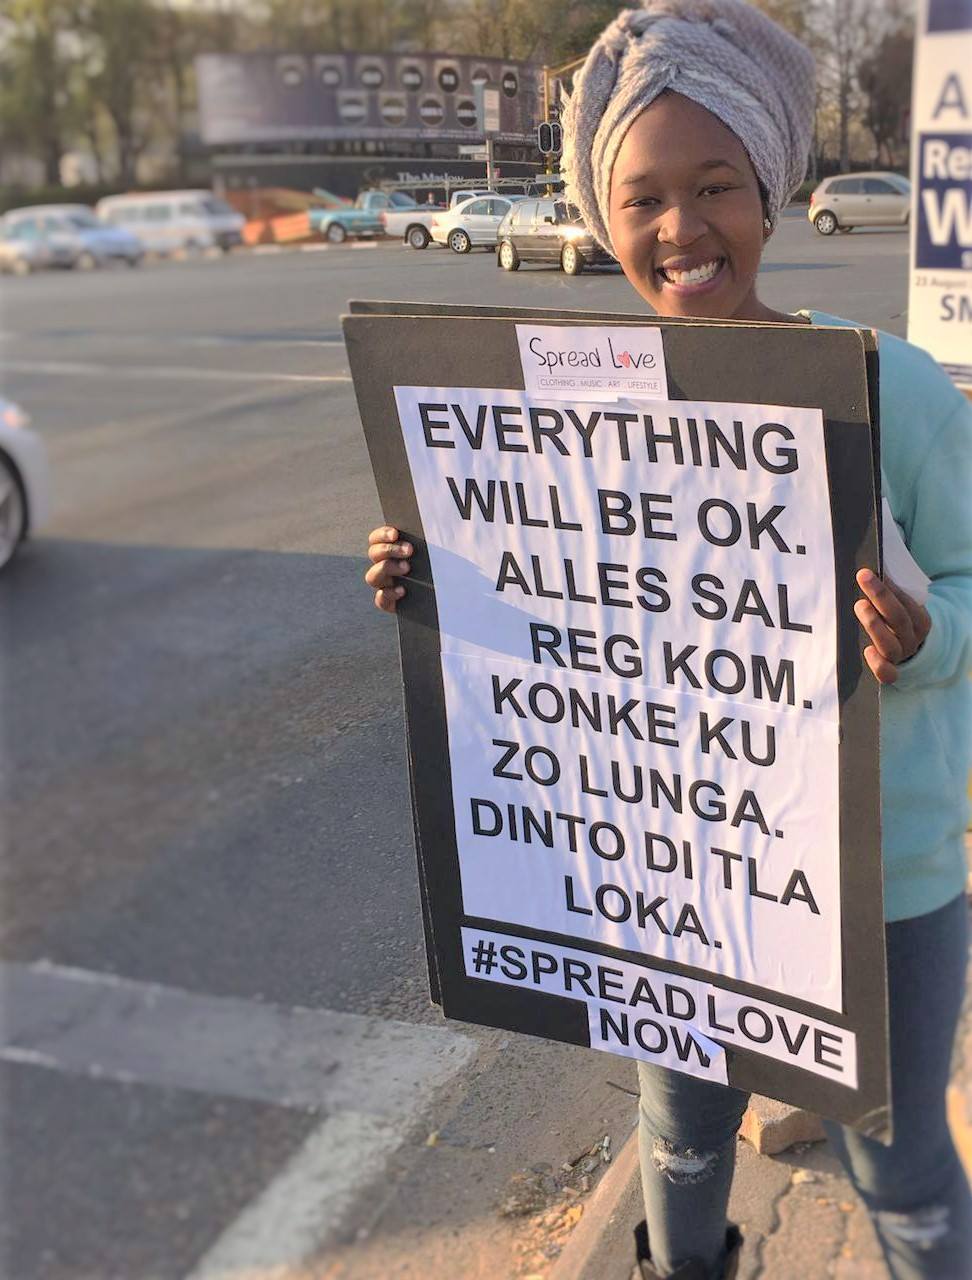 The Maslow
A
Re
W
23 August
SM
Spread Love
CLOTHING . MUSIC . ART . LIFESTYLE
EVERYTHING
WILL BE OK.
ALLES SAL
REG KOM.
KONKE KU
ZO LUNGA.
DINTO DI TLA
LOKA.
#SPREAD LOVE
NOW